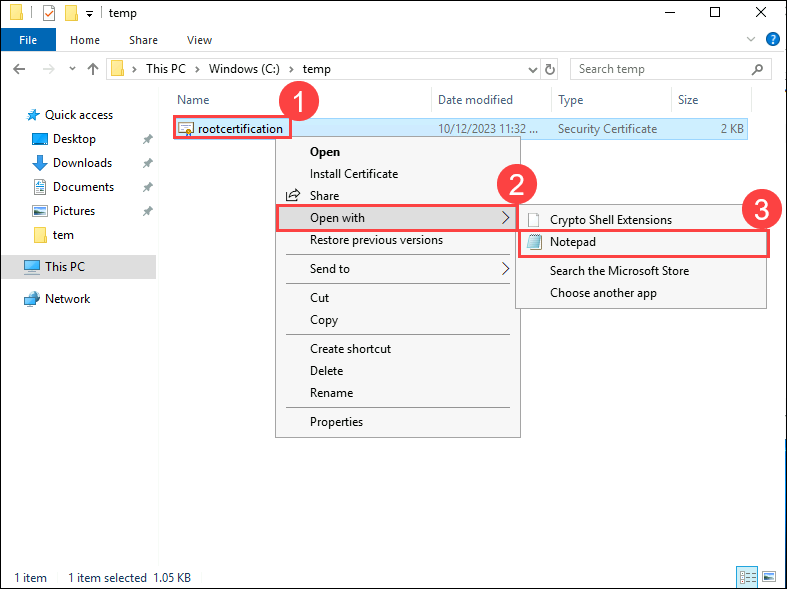 temp
File Home Share View
This PC Windows (C:) temp Search temp
Name Date modified Type Size
1
rootcertification 10/12/2023 11:32 ... Security Certificate 2 KB
Quick access
Desktop
Downloads
Documents
Pictures
tem
This PC
Network
Open
Install Certificate
Share
2
Open with
Restore previous versions
Send to
Cut
Copy
Create shortcut
Delete
Rename
Properties
3
Crypto Shell Extensions
Notepad
Search the Microsoft Store
Choose another app
1 item 1 item selected 1.05 KB